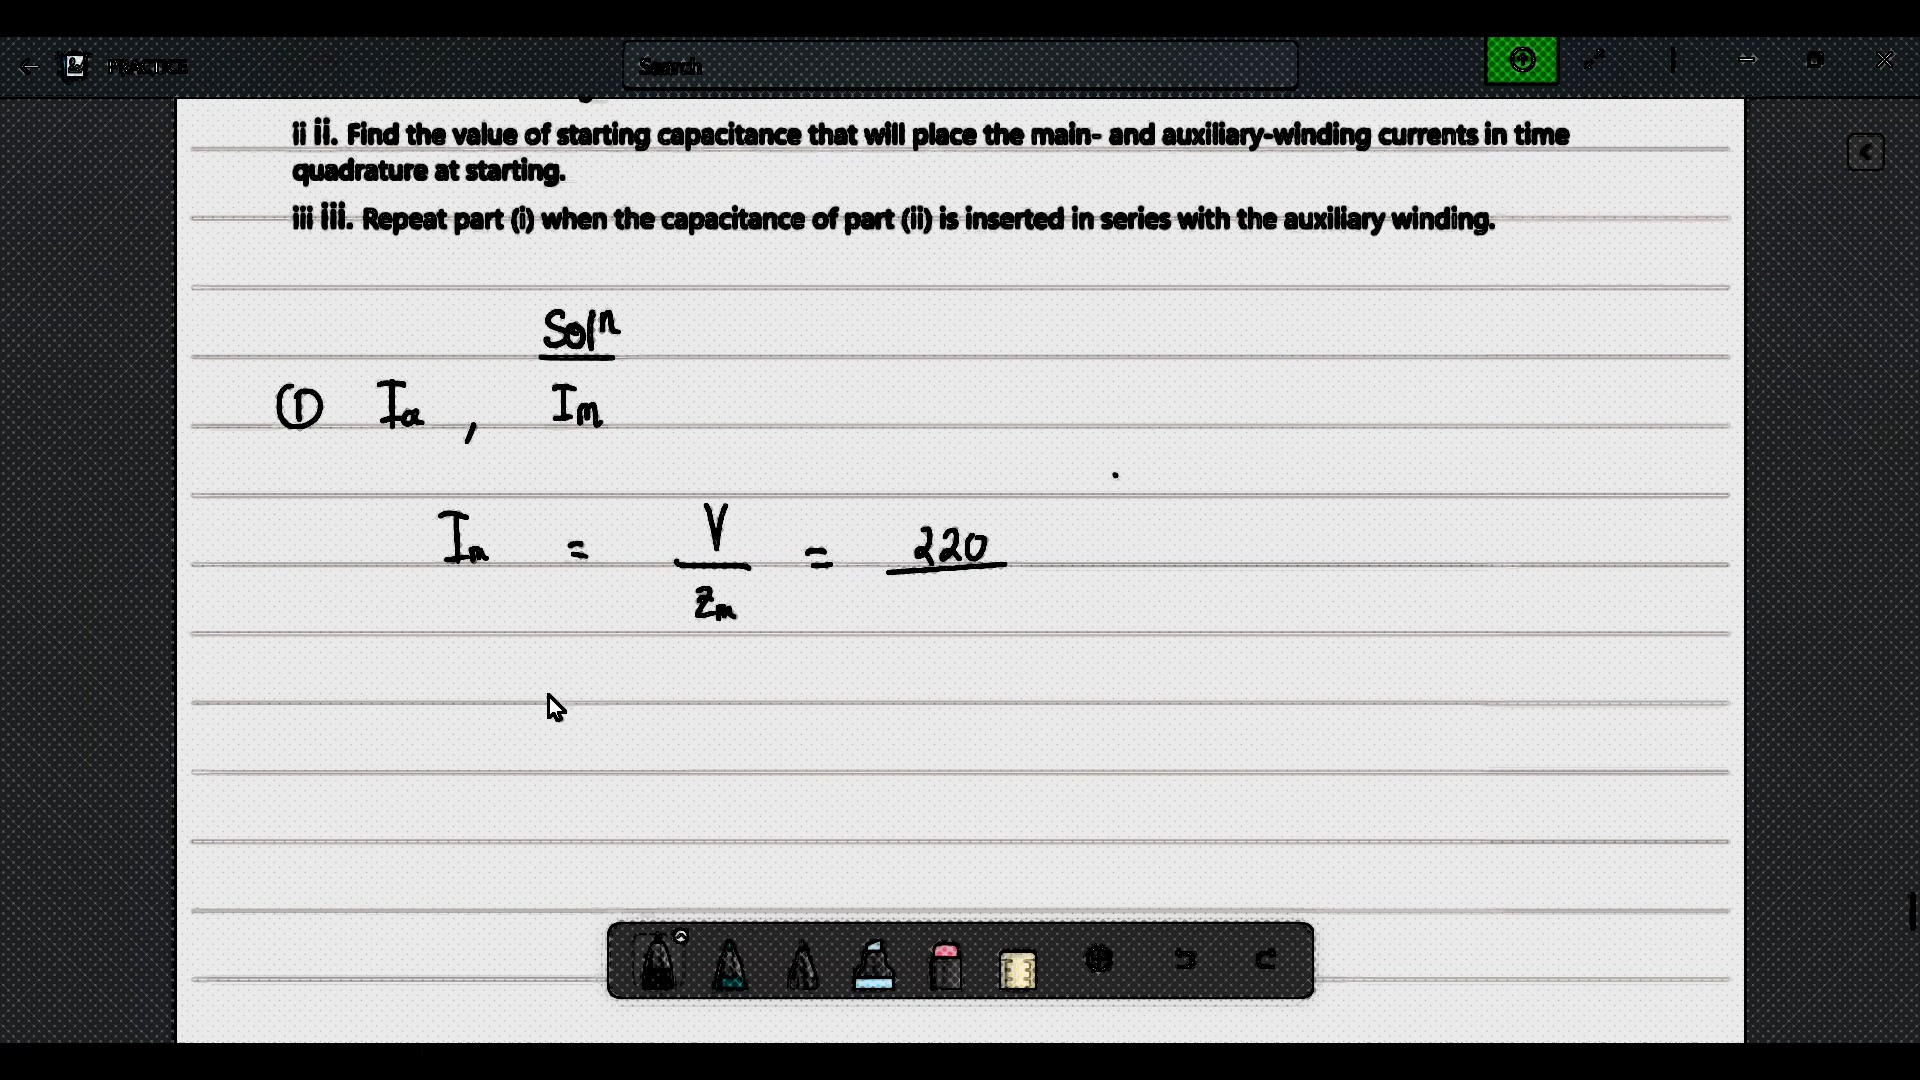 PRACTICE
Search
ii ii. Find the value of starting capacitance that will place the main- and auxiliary-winding currents in time
quadrature at starting.
iii iii. Repeat part (i) when the capacitance of part (ii) is inserted in series with the auxiliary winding.
Solⁿ
① Ia , Im
Im = V / Zm = 220